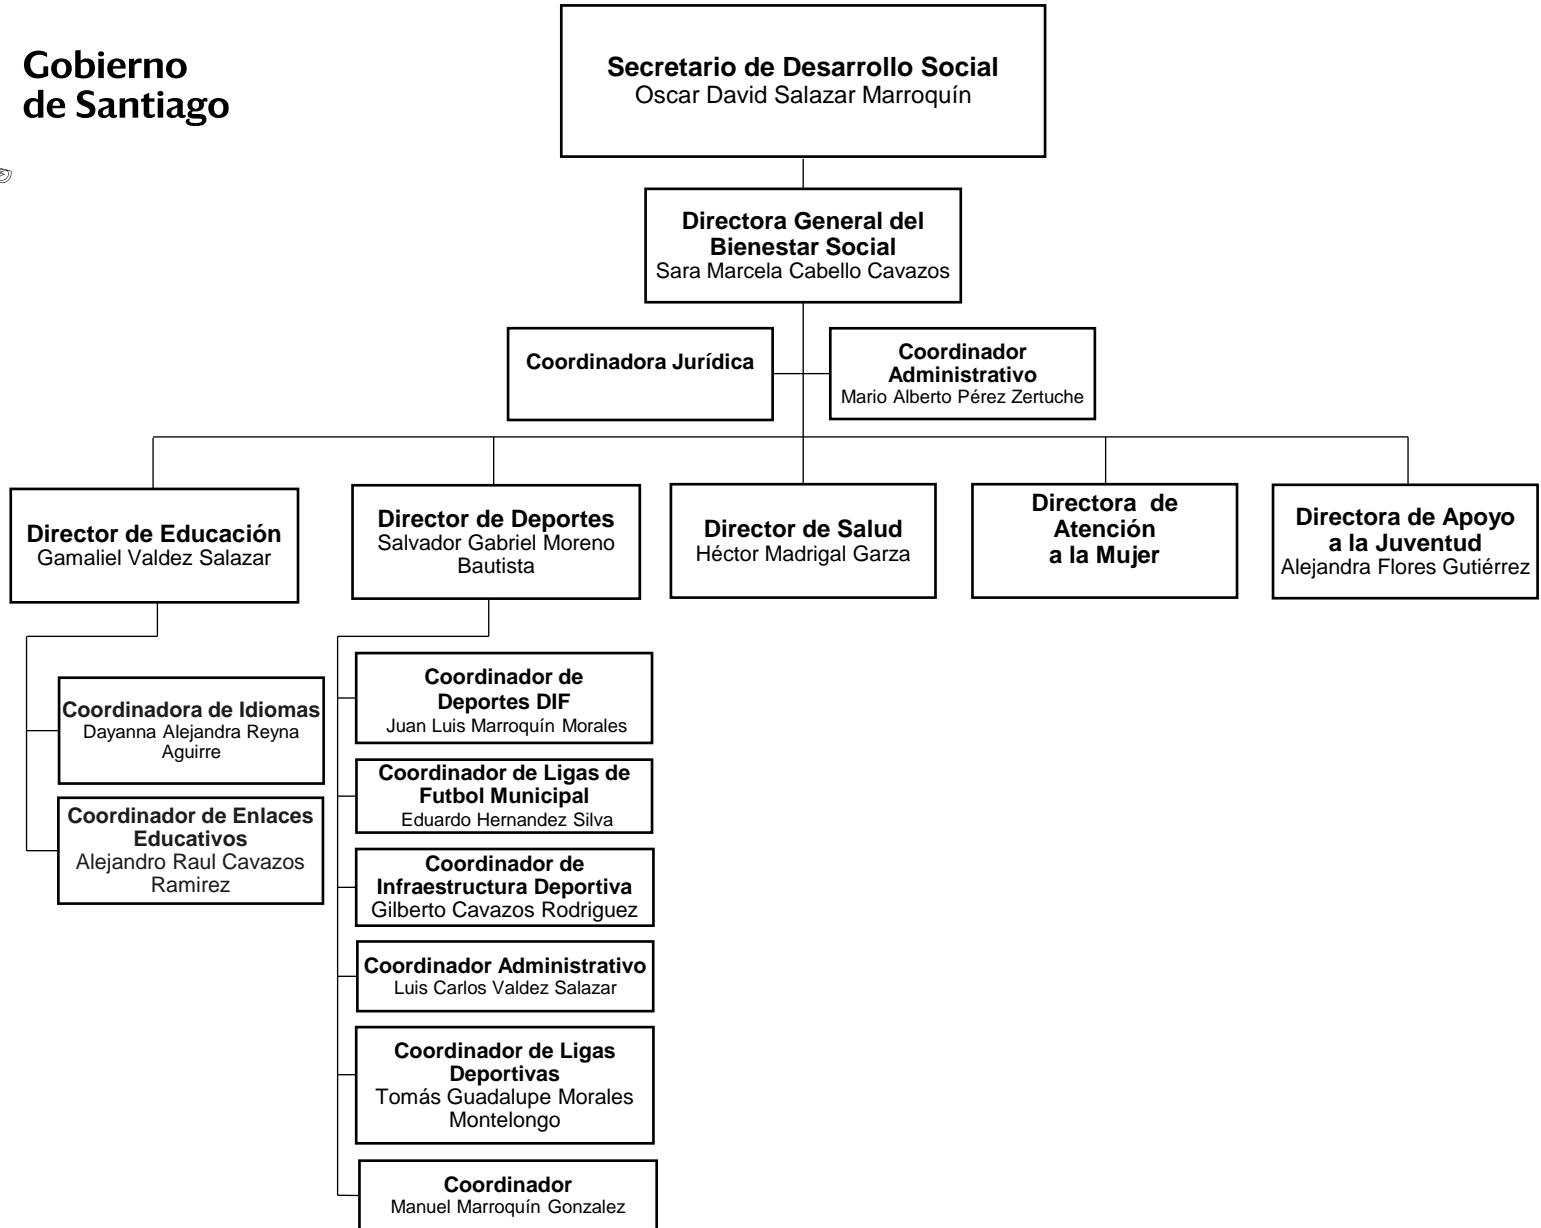 Gobierno
de Santiago
Secretario de Desarrollo Social
Oscar David Salazar Marroquín
Directora General del
Bienestar Social
Sara Marcela Cabello Cavazos
Coordinadora Jurídica
Coordinador
Administrativo
Mario Alberto Pérez Zertuche
Director de Educación
Gamaliel Valdez Salazar
Director de Deportes
Salvador Gabriel Moreno
Bautista
Director de Salud
Héctor Madrigal Garza
Directora de
Atención
a la Mujer
Directora de Apoyo
a la Juventud
Alejandra Flores Gutiérrez
Coordinadora de Idiomas
Dayanna Alejandra Reyna
Aguirre
Coordinador de Enlaces
Educativos
Alejandro Raul Cavazos
Ramirez
Coordinador de
Deportes DIF
Juan Luis Marroquín Morales
Coordinador de Ligas de
Futbol Municipal
Eduardo Hernandez Silva
Coordinador de
Infraestructura Deportiva
Gilberto Cavazos Rodriguez
Coordinador Administrativo
Luis Carlos Valdez Salazar
Coordinador de Ligas
Deportivas
Tomás Guadalupe Morales
Montelongo
Coordinador
Manuel Marroquín Gonzalez